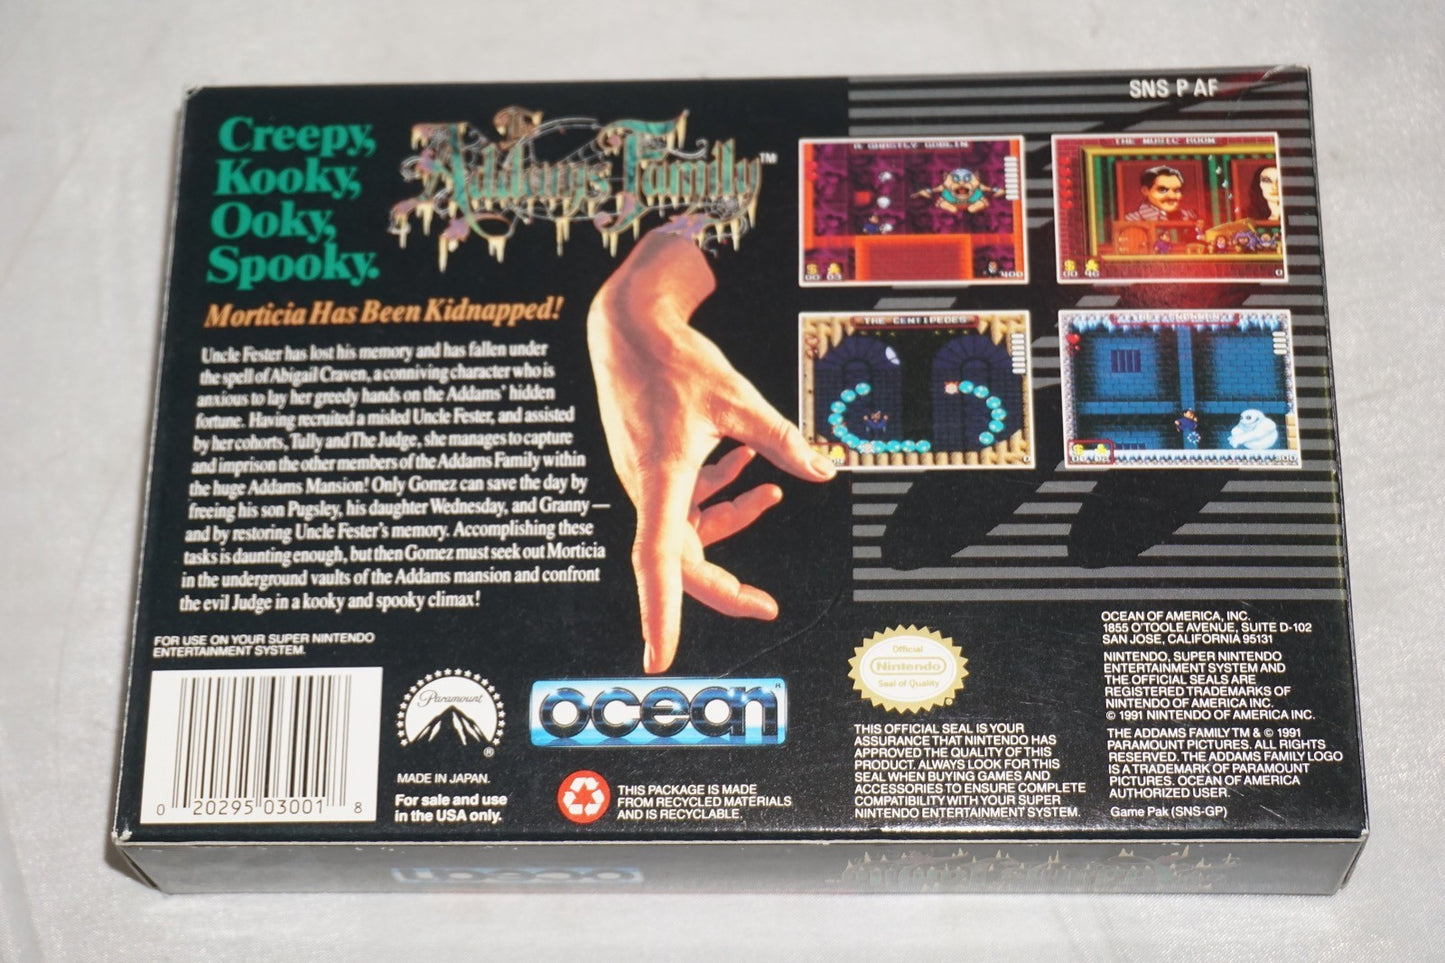 SNS P AF
Creepy,
Kooky,
Ooky,
Spooky.
Addams Family™
Morticia Has Been Kidnapped!
Uncle Fester has lost his memory and has fallen under
the spell of Abigail Craven, a conniving character who is
anxious to lay her greedy hands on the Addams' hidden
fortune. Having recruited a misled Uncle Fester, and assisted
by her cohorts, Tully and The Judge, she manages to capture
and imprison the other members of the Addams Family within
the huge Addams Mansion! Only Gomez can save the day by
freeing his son Pugsley, his daughter Wednesday, and Granny —
and by restoring Uncle Fester's memory. Accomplishing these
tasks is daunting enough, but then Gomez must seek out Morticia
in the underground vaults of the Addams mansion and confront
the evil Judge in a kooky and spooky climax!
A GHASTLY GOBLIN
00 03
400
THE MUSIC ROOM
00 46
0
THE CENTIPEDES
0
300
FOR USE ON YOUR SUPER NINTENDO
ENTERTAINMENT SYSTEM.
0 20295 03001 8
Paramount
®
MADE IN JAPAN.
For sale and use
in the USA only.
ocean®
THIS PACKAGE IS MADE
FROM RECYCLED MATERIALS
AND IS RECYCLABLE.
Official
Nintendo
Seal of Quality
®
THIS OFFICIAL SEAL IS YOUR
ASSURANCE THAT NINTENDO HAS
APPROVED THE QUALITY OF THIS
PRODUCT. ALWAYS LOOK FOR THIS
SEAL WHEN BUYING GAMES AND
ACCESSORIES TO ENSURE COMPLETE
COMPATIBILITY WITH YOUR SUPER
NINTENDO ENTERTAINMENT SYSTEM.
OCEAN OF AMERICA, INC.
1855 O'TOOLE AVENUE, SUITE D-102
SAN JOSE, CALIFORNIA 95131
NINTENDO, SUPER NINTENDO
ENTERTAINMENT SYSTEM AND
THE OFFICIAL SEALS ARE
REGISTERED TRADEMARKS OF
NINTENDO OF AMERICA INC.
© 1991 NINTENDO OF AMERICA INC.
THE ADDAMS FAMILY TM & © 1991
PARAMOUNT PICTURES. ALL RIGHTS
RESERVED. THE ADDAMS FAMILY LOGO
IS A TRADEMARK OF PARAMOUNT
PICTURES. OCEAN OF AMERICA
AUTHORIZED USER.
Game Pak (SNS-GP)